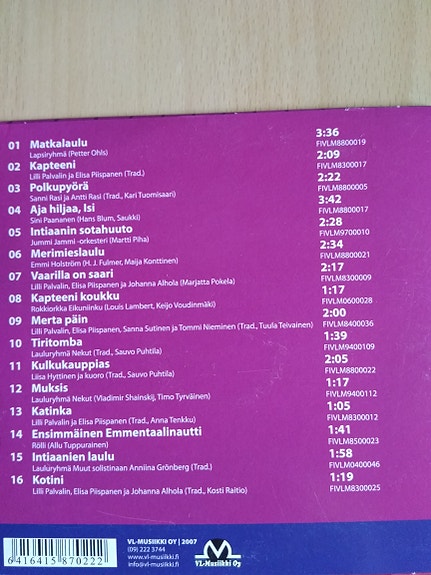 01 Matkalaulu 3:36
Lapsiryhmä (Petter Ohls) FIVLM8800019
02 Kapteeni 2:09
Lilli Palvalin ja Elisa Piispanen (Trad.) FIVLM8300017
03 Polkupyörä 2:22
Sanni Rasi ja Antti Rasi (Trad., Kari Tuomisaari) FIVLM8800005
04 Aja hiljaa, Isi 3:42
Sini Paananen (Hans Blum, Saukki) FIVLM8800017
05 Intiaanin sotahuuto 2:28
Jummi Jammi -orkesteri (Martti Piha) FIVLM9700010
06 Merimieslaulu 2:34
Emmi Holström (H. J. Fulmer, Maija Konttinen) FIVLM8800021
07 Vaarilla on saari 2:17
Lilli Palvalin, Elisa Piispanen ja Johanna Alhola (Marjatta Pokela) FIVLM8300009
08 Kapteeni koukku 1:17
Rokkiorkka Eikuniinku (Louis Lambert, Keijo Voudinmäki) FIVLM0600028
09 Merta päin 2:00
Lilli Palvalin, Elisa Piispanen, Sanna Sutinen ja Tommi Nieminen (Trad., Tuula Teivainen) FIVLM8400036
10 Tiritomba 1:39
Lauluryhmä Nekut (Trad., Sauvo Puhtila) FIVLM9400109
11 Kulkukauppias 2:05
Liisa Hyttinen ja kuoro (Trad., Sauvo Puhtila) FIVLM8800022
12 Muksis 1:17
Lauluryhmä Nekut (Vladimir Shainskij, Timo Tyrväinen) FIVLM9400112
13 Katinka 1:05
Lilli Palvalin ja Elisa Piispanen (Trad., Anna Tenkku) FIVLM8300012
14 Ensimmäinen Emmentaalinautti 1:41
Rölli (Allu Tuppurainen) FIVLM8500023
15 Intiaanien laulu 1:58
Lauluryhmä Muut solistinaan Anniina Grönberg (Trad.) FIVLM0400046
16 Kotini 1:19
Lilli Palvalin, Elisa Piispanen ja Johanna Alhola (Trad., Kosti Raitio) FIVLM8300025
VL-MUSIIKKI OY | 2007
(09) 222 3744
www.vl-musiikki.fi
info@vl-musiikki.fi
VL-Musiikki Oy
6 416415 870222